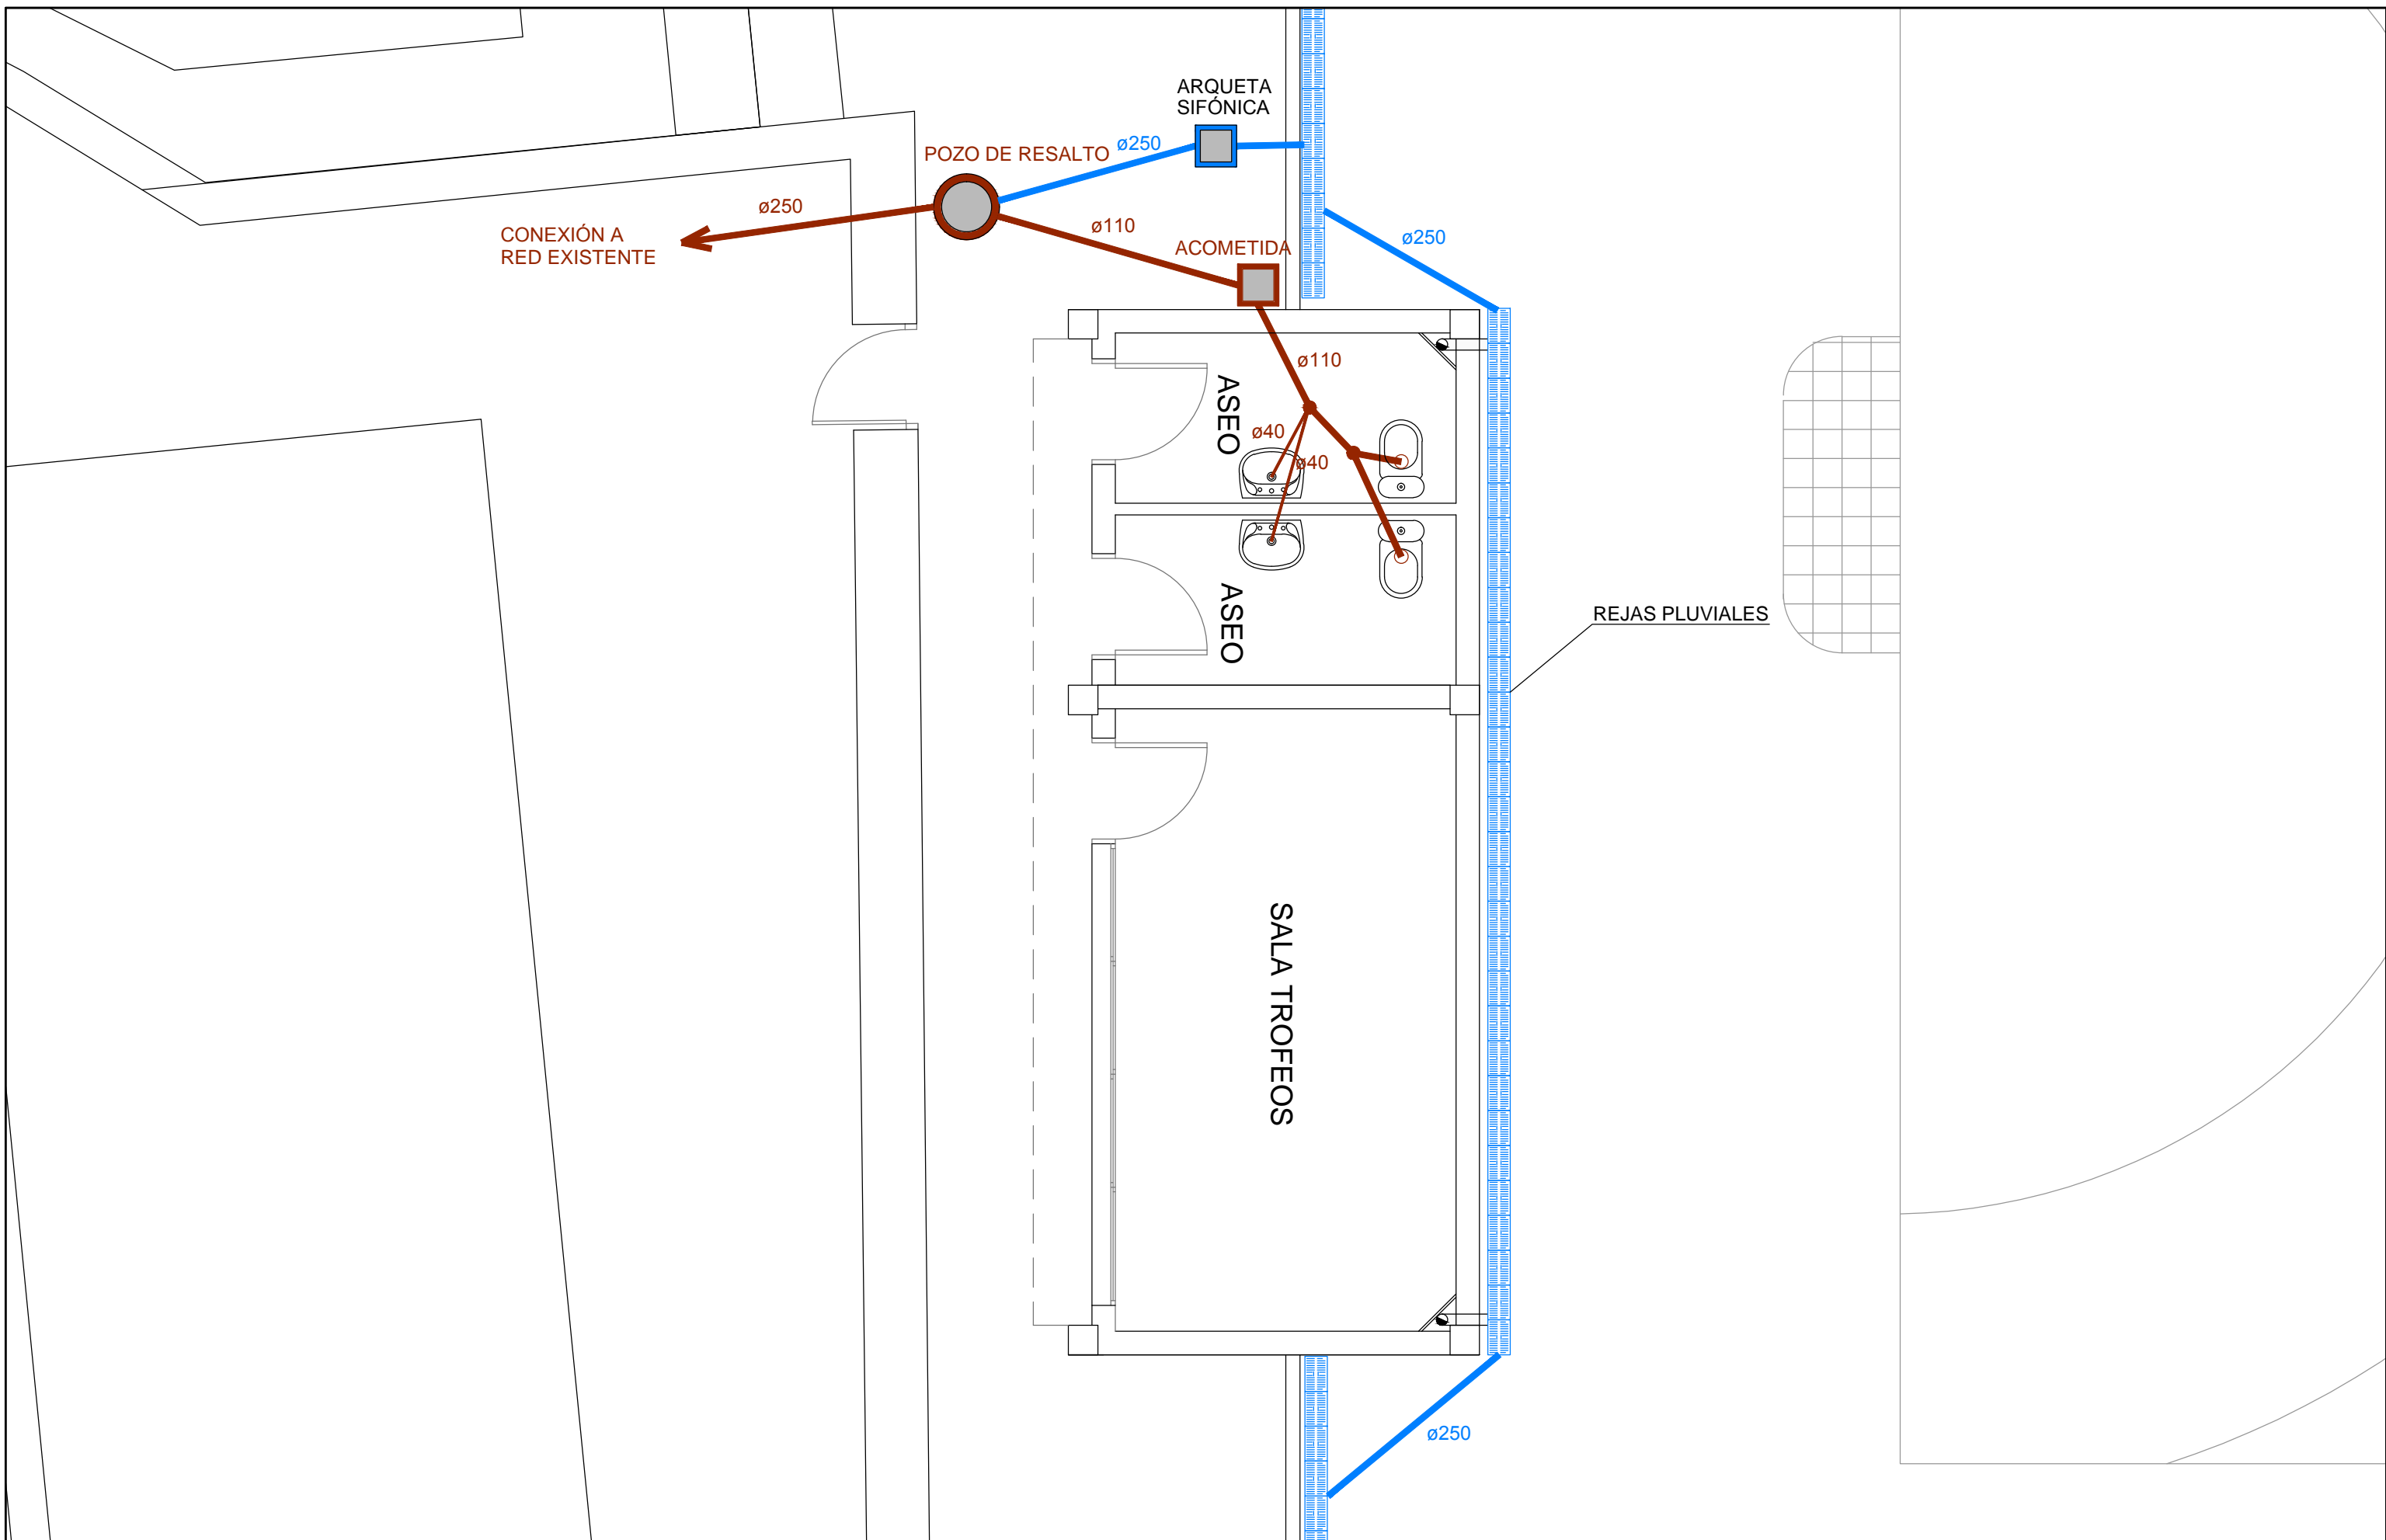 ARQUETA
SIFÓNICA
ø250
POZO DE RESALTO
ø250
CONEXIÓN A
RED EXISTENTE
ø110
ACOMETIDA
ø250
ø110
ASEO
ø40
ø40
ASEO
REJAS PLUVIALES
SALA TROFEOS
ø250